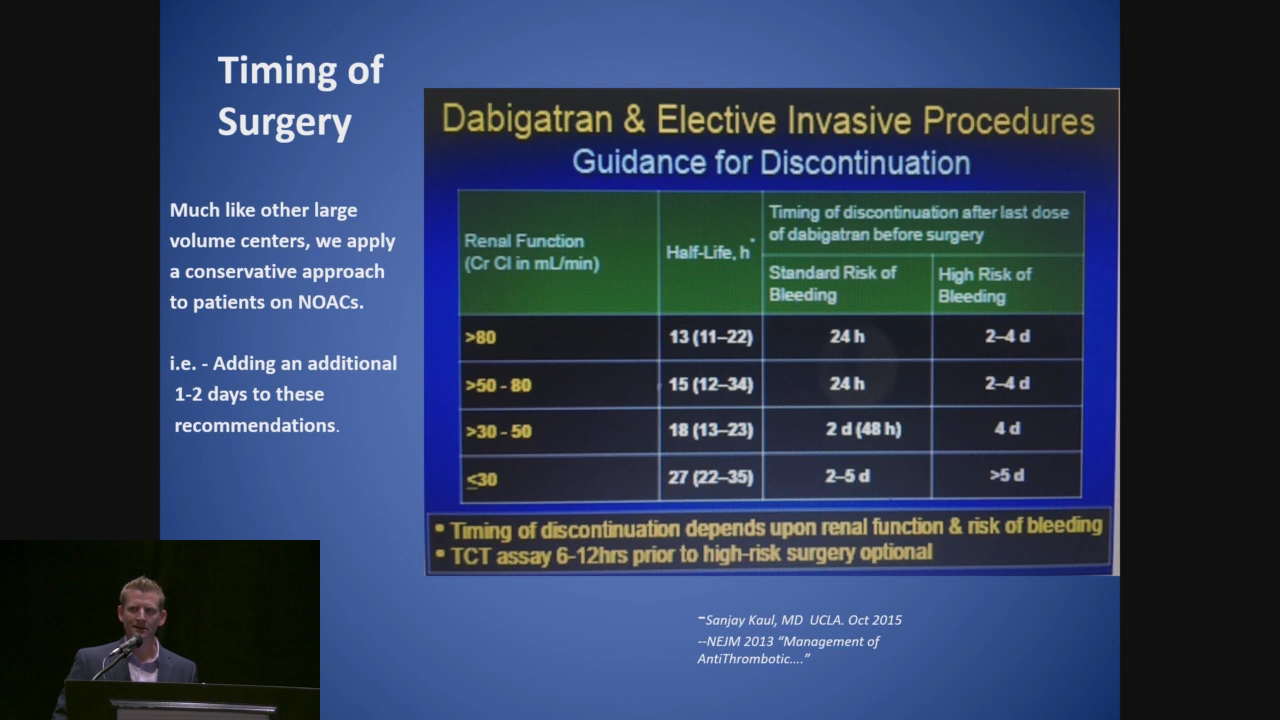 Timing of
Surgery
Much like other large
volume centers, we apply
a conservative approach
to patients on NOACs.
i.e. - Adding an additional
1-2 days to these
recommendations.
Dabigatran & Elective Invasive Procedures
Guidance for Discontinuation
Renal Function
(Cr Cl in mL/min)
Half-Life, h*
Timing of discontinuation after last dose
of dabigatran before surgery
Standard Risk of
Bleeding
High Risk of
Bleeding
>80 13 (11–22) 24 h 2–4 d
>50 - 80 15 (12–34) 24 h 2–4 d
>30 - 50 18 (13–23) 2 d (48 h) 4 d
≤30 27 (22–35) 2–5 d >5 d
• Timing of discontinuation depends upon renal function & risk of bleeding
• TCT assay 6-12hrs prior to high-risk surgery optional
-Sanjay Kaul, MD UCLA. Oct 2015
--NEJM 2013 “Management of
AntiThrombotic....”